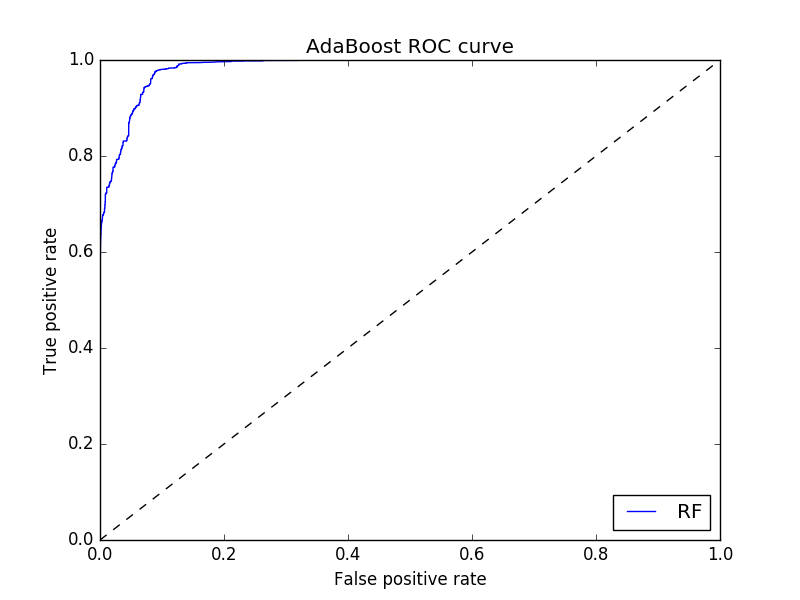 AdaBoost ROC curve
1.0
0.8
0.6
0.4
0.2
0.0
True positive rate
RF
0.0 0.2 0.4 0.6 0.8 1.0
False positive rate